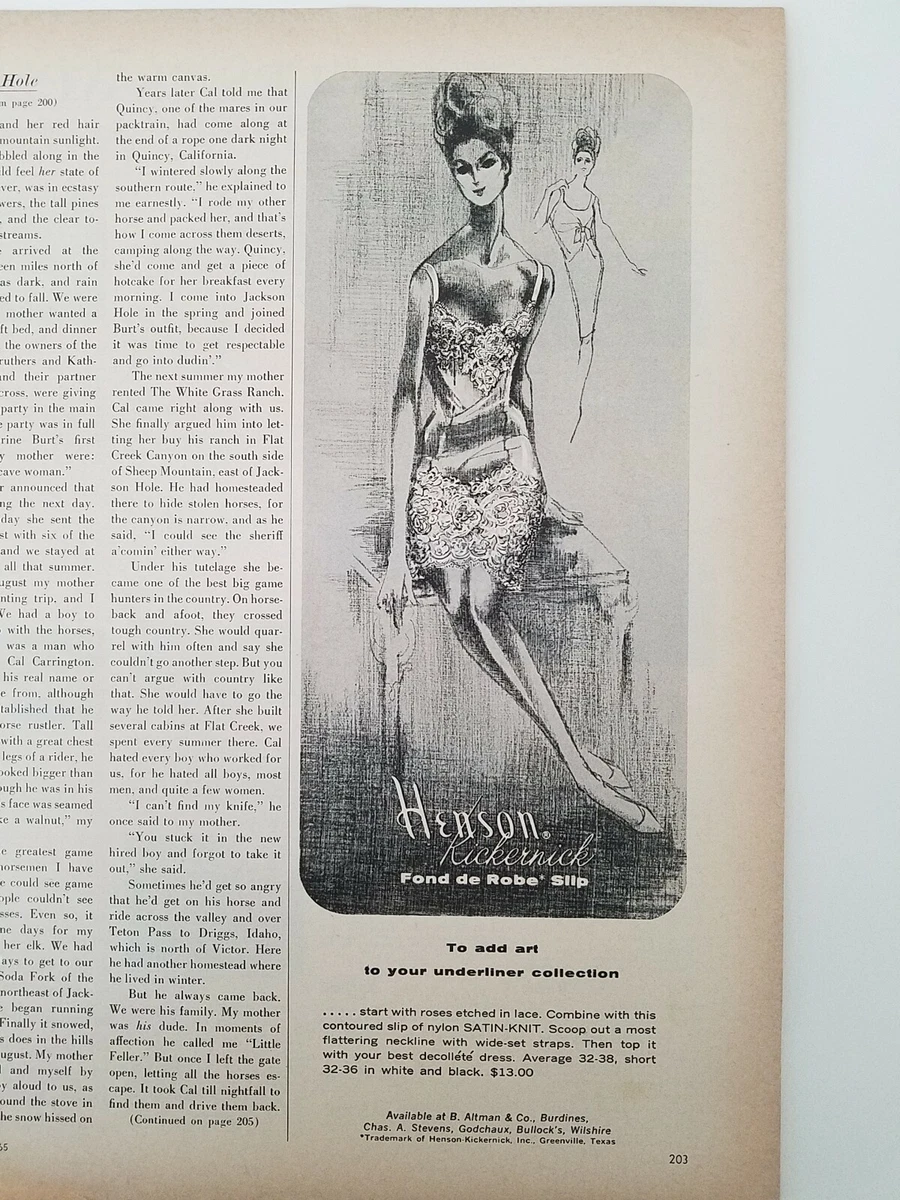 Hole
page 200)
and her red hair
mountain sunlight.
along in the
feel her state of
was in ecstasy
the tall pines
, and the clear to-
streams.
arrived at the
miles north of
dark, and rain
to fall. We were
mother wanted a
bed, and dinner
the owners of the
and Kath-
and their partner
were giving
party in the main
party was in full
Burt's first
mother were:
cave woman."
announced that
the next day.
day she sent the
with six of the
and we stayed at
all that summer.
my mother
trip, and I
We had a boy to
with the horses,
was a man who
Cal Carrington.
his real name or
from, although
that he
rustler. Tall
with a great chest
legs of a rider, he
bigger than
he was in his
face was seamed
a walnut," my
greatest game
horsemen I have
could see game
couldn't see
Even so, it
days for my
her elk. We had
to get to our
Soda Fork of the
northeast of Jack-
began running
Finally it snowed,
does in the hills
My mother
and myself by
aloud to us, as
the stove in
snow hissed on
the warm canvas.
Years later Cal told me that
Quincy, one of the mares in our
packtrain, had come along at
the end of a rope one dark night
in Quincy, California.
"I wintered slowly along the
southern route," he explained to
me earnestly. "I rode my other
horse and packed her, and that's
how I come across them deserts,
camping along the way. Quincy,
she'd come and get a piece of
hotcake for her breakfast every
morning. I come into Jackson
Hole in the spring and joined
Burt's outfit, because I decided
it was time to get respectable
and go into dudin'."
The next summer my mother
rented The White Grass Ranch.
Cal came right along with us.
She finally argued him into let-
ting her buy his ranch in Flat
Creek Canyon on the south side
of Sheep Mountain, east of Jack-
son Hole. He had homesteaded
there to hide stolen horses, for
the canyon is narrow, and as he
said, "I could see the sheriff
a'comin' either way."
Under his tutelage she be-
came one of the best big game
hunters in the country. On horse-
back and afoot, they crossed
tough country. She would quar-
rel with him often and say she
couldn't go another step. But you
can't argue with country like
that. She would have to go the
way he told her. After she built
several cabins at Flat Creek, we
spent every summer there. Cal
hated every boy who worked for
us, for he hated all boys, most
men, and quite a few women.
"I can't find my knife," he
once said to my mother.
"You stuck it in the new
hired boy and forgot to take it
out," she said.
Sometimes he'd get so angry
that he'd get on his horse and
ride across the valley and over
Teton Pass to Driggs, Idaho,
which is north of Victor. Here
he had another homestead where
he lived in winter.
But he always came back.
We were his family. My mother
was his dude. In moments of
affection he called me "Little
Feller." But once I left the gate
open, letting all the horses es-
cape. It took Cal till nightfall to
find them and drive them back.
(Continued on page 205)
Henson®
Kickernick
Fond de Robe* Slip
To add art
to your underliner collection
..... start with roses etched in lace. Combine with this
contoured slip of nylon SATIN-KNIT. Scoop out a most
flattering neckline with wide-set straps. Then top it
with your best decolléte´ dress. Average 32-38, short
32-36 in white and black. $13.00
Available at B. Altman & Co., Burdines,
Chas. A. Stevens, Godchaux, Bullock's, Wilshire
*Trademark of Henson-Kickernick, Inc., Greenville, Texas
203